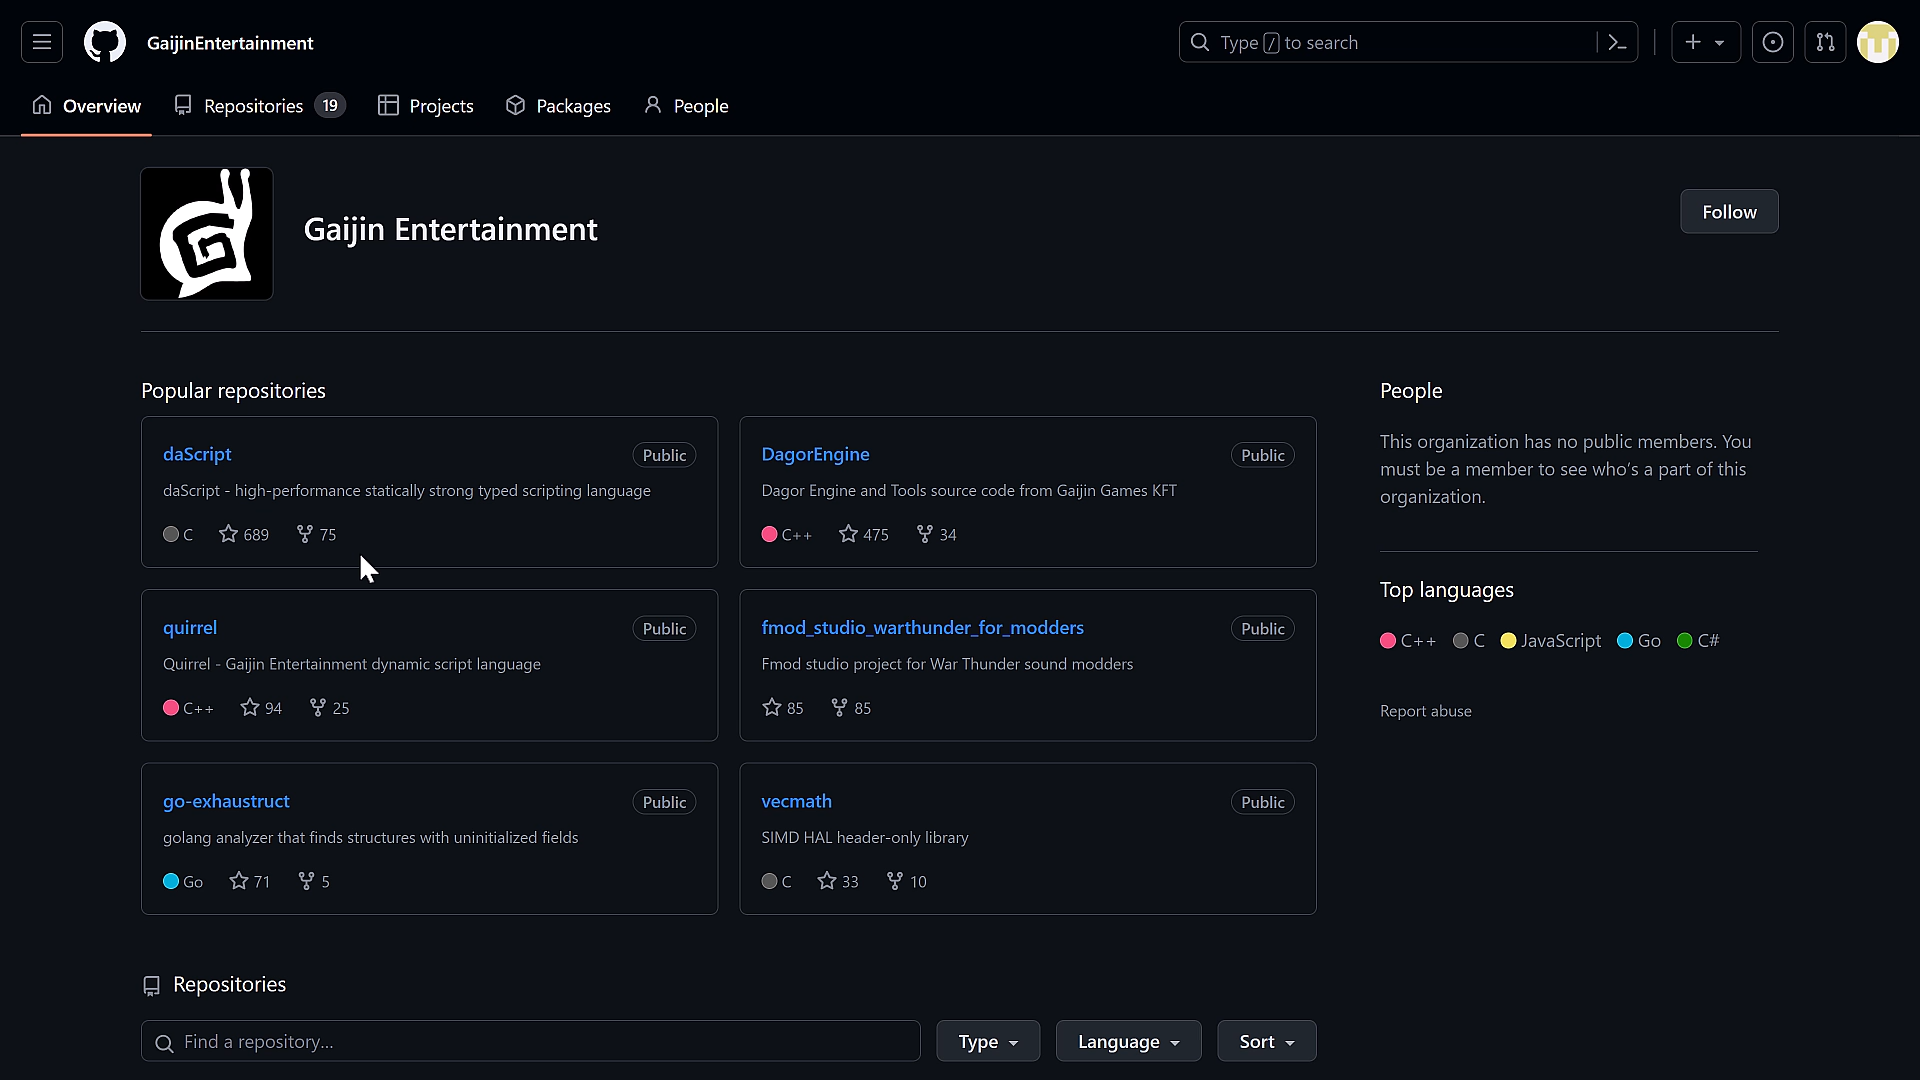 GaijinEntertainment
Type / to search
Overview
Repositories 19
Projects
Packages
People
Gaijin Entertainment
Follow
Popular repositories
daScript
Public
daScript - high-performance statically strong typed scripting language
C 689 75
DagorEngine
Public
Dagor Engine and Tools source code from Gaijin Games KFT
C++ 475 34
quirrel
Public
Quirrel - Gaijin Entertainment dynamic script language
C++ 94 25
fmod_studio_warthunder_for_modders
Public
Fmod studio project for War Thunder sound modders
85 85
go-exhaustruct
Public
golang analyzer that finds structures with uninitialized fields
Go 71 5
vecmath
Public
SIMD HAL header-only library
C 33 10
People
This organization has no public members. You
must be a member to see who's a part of this
organization.
Top languages
C++ C JavaScript Go C#
Report abuse
Repositories
Find a repository...
Type
Language
Sort